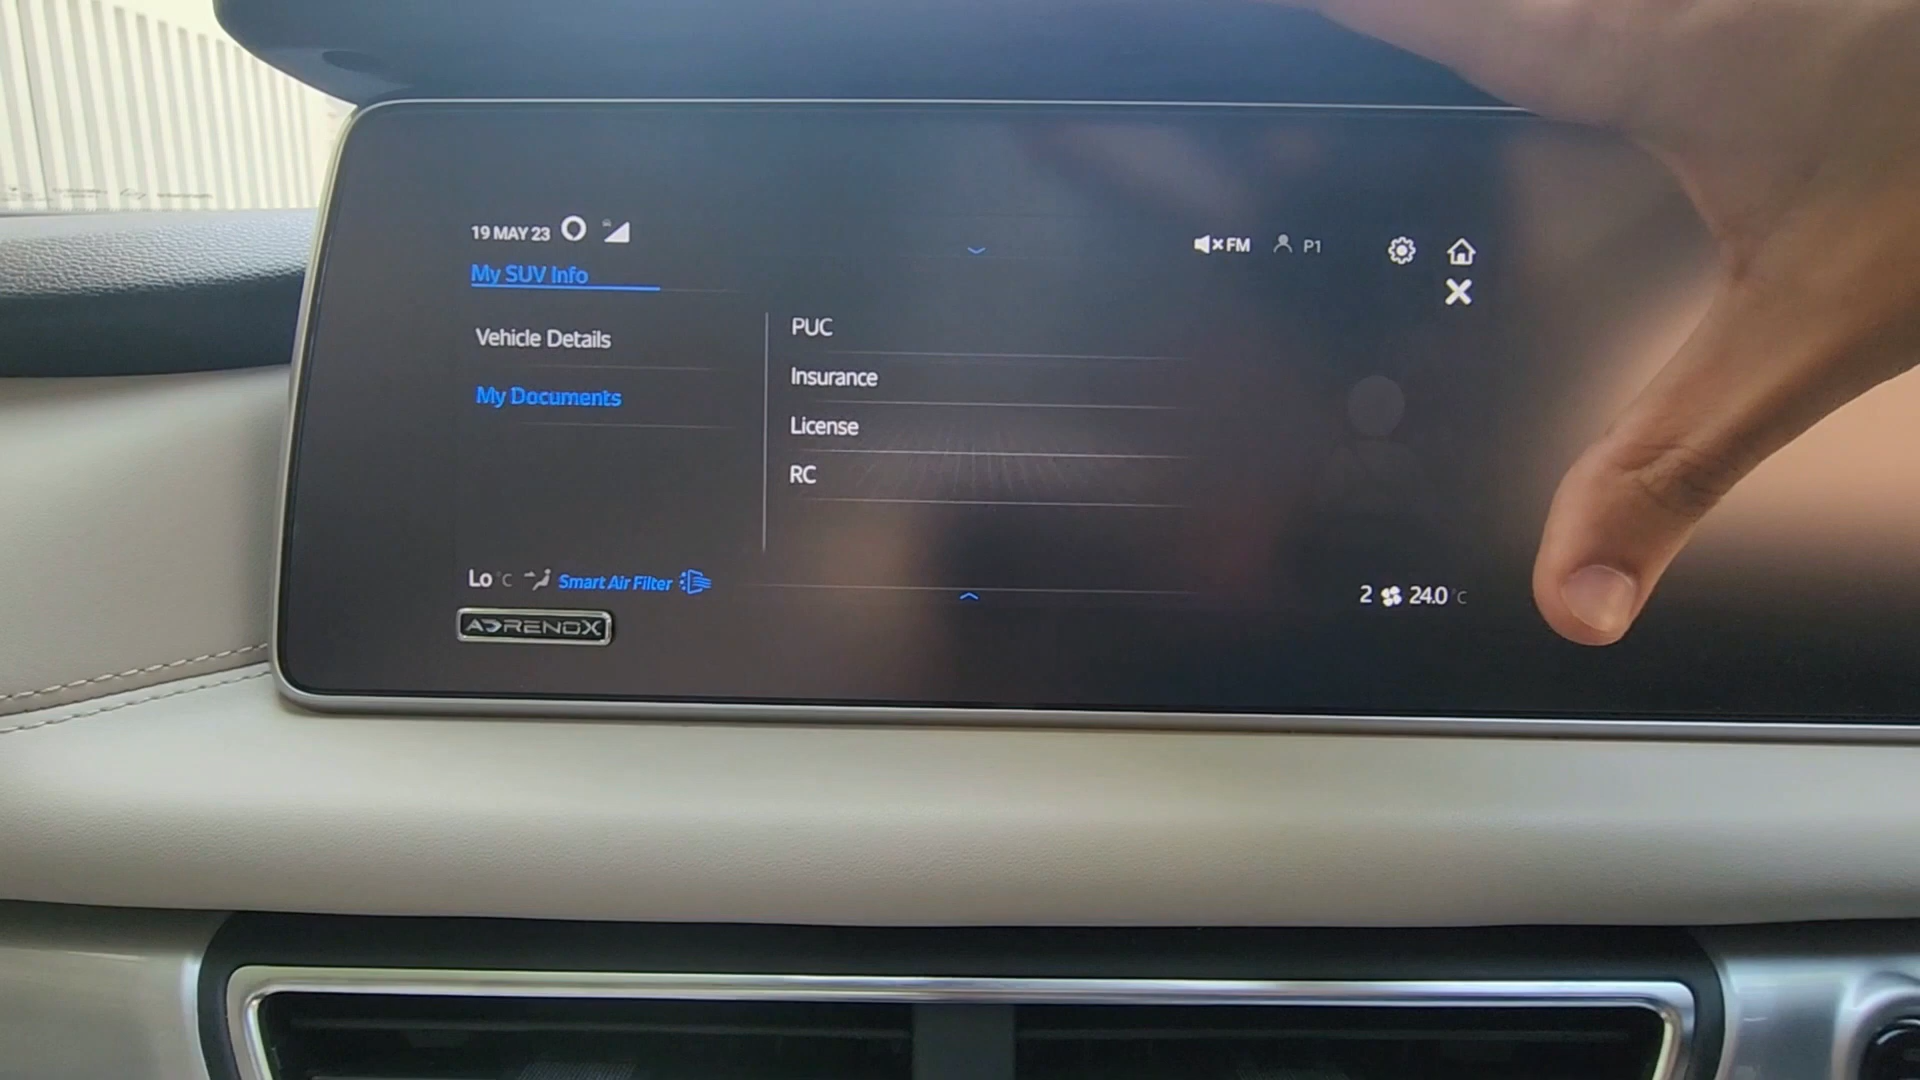 19 MAY 23
× FM
P1
My SUV Info
Vehicle Details
My Documents
PUC
Insurance
License
RC
Lo °C
Smart Air Filter
2
24.0 °C
ADRENOX